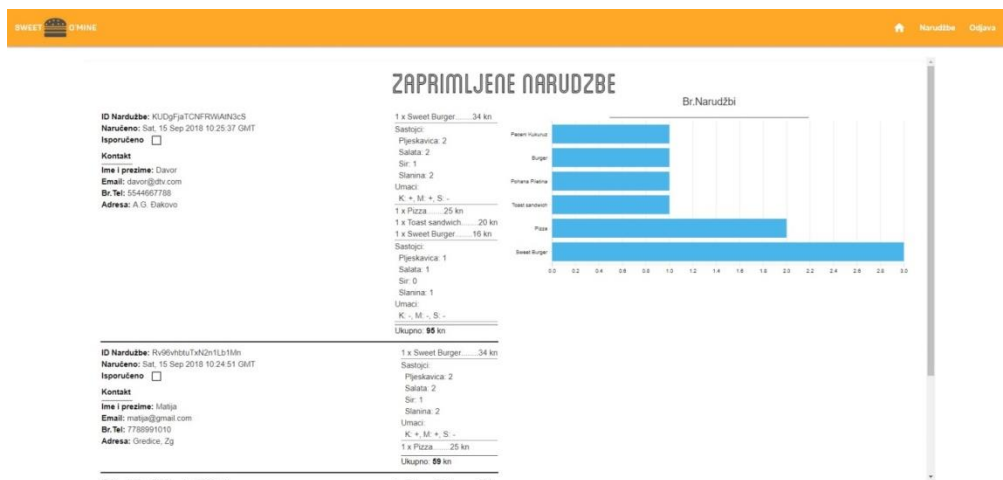 SWEET O'MINE
Narudžbe Odjava
ZAPRIMLJENE NARUDZBE
ID Nardužbe: KUDgFjaTCNFRWiAtN3cS
Naručeno: Sat, 15 Sep 2018 10:25:37 GMT
Isporučeno
Kontakt
Ime i prezime: Davor
Email: davor@dtv.com
Br.Tel: 5544667788
Adresa: A.G. Đakovo
1 x Sweet Burger........34 kn
Sastojci:
Pljeskavica: 2
Salata: 2
Sir: 1
Slanina: 2
Umaci:
K: +, M: +, S: -
1 x Pizza........25 kn
1 x Toast sandwich........20 kn
1 x Sweet Burger........16 kn
Sastojci:
Pljeskavica: 1
Salata: 1
Sir: 0
Slanina: 1
Umaci:
K: -, M: -, S: -
Ukupno: 95 kn
Br.Narudžbi
Pečeni Kukuruz
Burger
Pohana Piletina
Toast sandwich
Pizza
Sweet Burger
0.0 0.2 0.4 0.6 0.8 1.0 1.2 1.4 1.6 1.8 2.0 2.2 2.4 2.6 2.8 3.0
ID Nardužbe: Rv96vhbtuTxN2n1Lb1Mn
Naručeno: Sat, 15 Sep 2018 10:24:51 GMT
Isporučeno
Kontakt
Ime i prezime: Matija
Email: matija@gmail.com
Br.Tel: 7788991010
Adresa: Gredice, Zg
1 x Sweet Burger........34 kn
Sastojci:
Pljeskavica: 2
Salata: 2
Sir: 1
Slanina: 2
Umaci:
K: +, M: +, S: -
1 x Pizza........25 kn
Ukupno: 59 kn